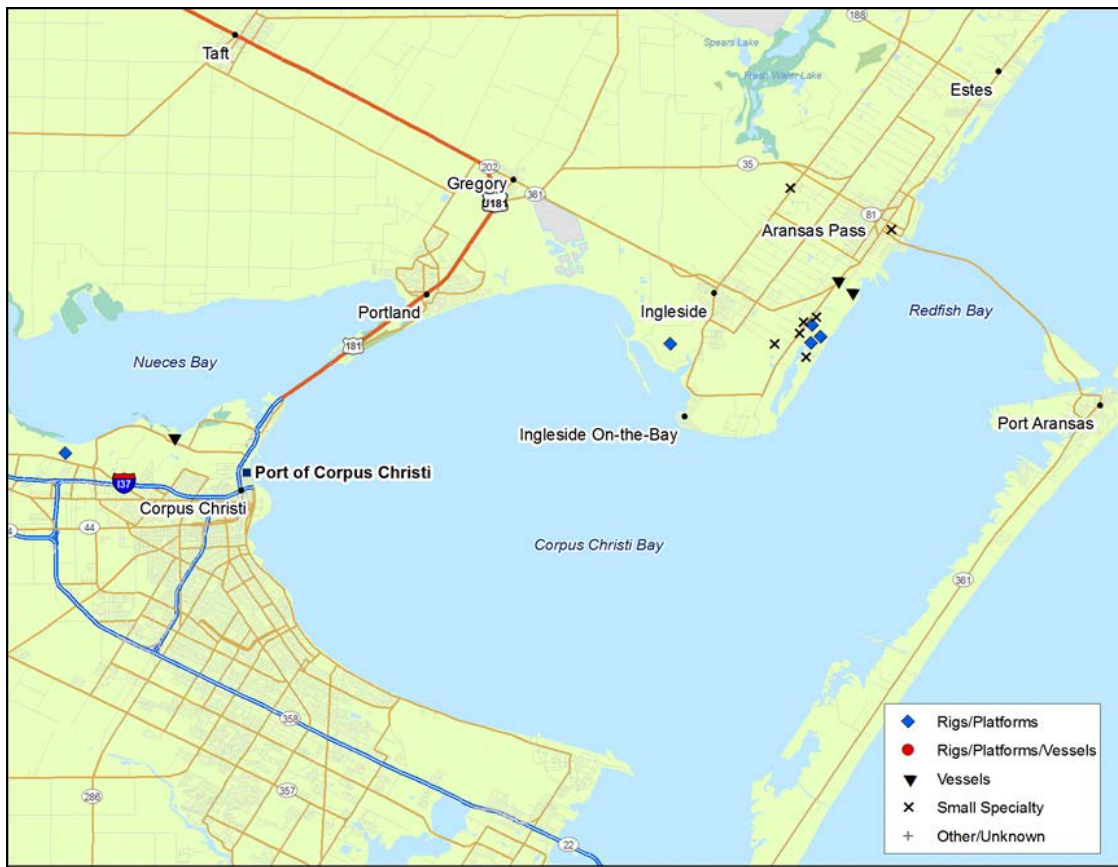 188
Taft
Spears Lake
Fresh Water Lake
Estes
202
35
Gregory
361
U181
81
Aransas Pass
Portland
Ingleside
Redfish Bay
181
Nueces Bay
Port Aransas
Ingleside On-the-Bay
Port of Corpus Christi
I37
Corpus Christi
44
4
Corpus Christi Bay
361
358
357
286
22
Rigs/Platforms
Rigs/Platforms/Vessels
Vessels
Small Specialty
Other/Unknown